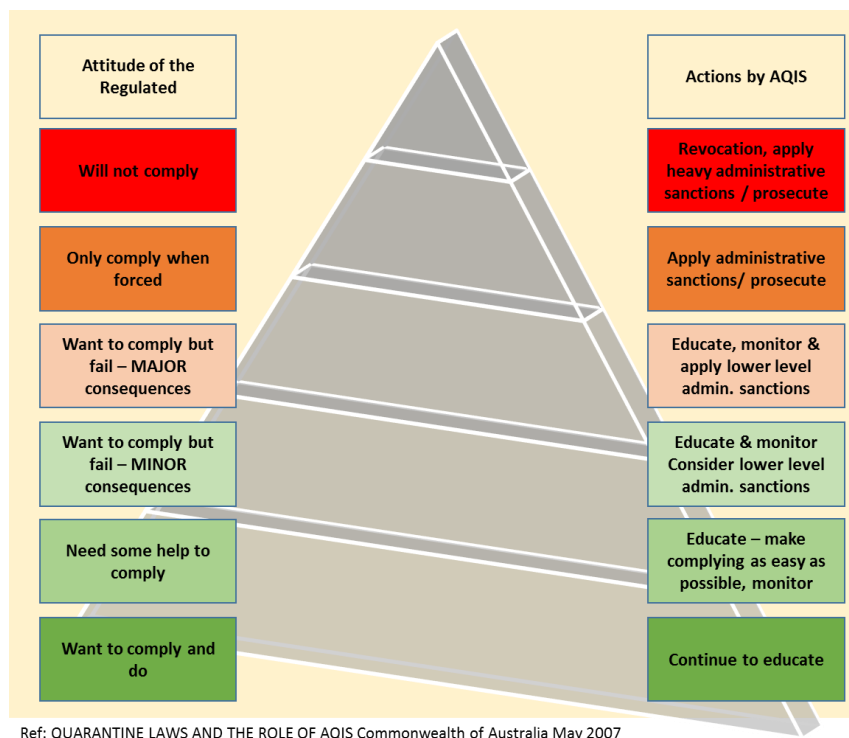 Attitude of the
Regulated
Actions by AQIS
Will not comply
Revocation, apply
heavy administrative
sanctions / prosecute
Only comply when
forced
Apply administrative
sanctions/ prosecute
Want to comply but
fail – MAJOR
consequences
Educate, monitor &
apply lower level
admin. sanctions
Want to comply but
fail – MINOR
consequences
Educate & monitor
Consider lower level
admin. sanctions
Need some help to
comply
Educate – make
complying as easy as
possible, monitor
Want to comply and
do
Continue to educate
Ref: QUARANTINE LAWS AND THE ROLE OF AQIS Commonwealth of Australia May 2007